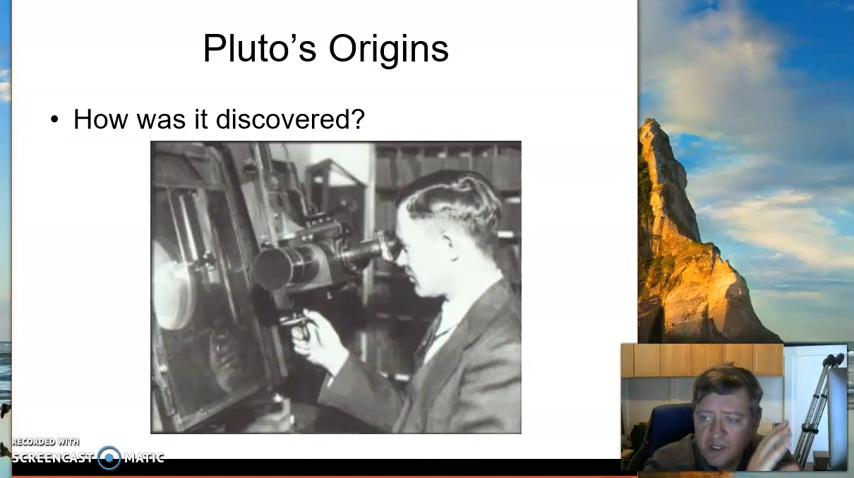 Pluto’s Origins
• How was it discovered?
RECORDED WITH
SCREENCAST MATIC